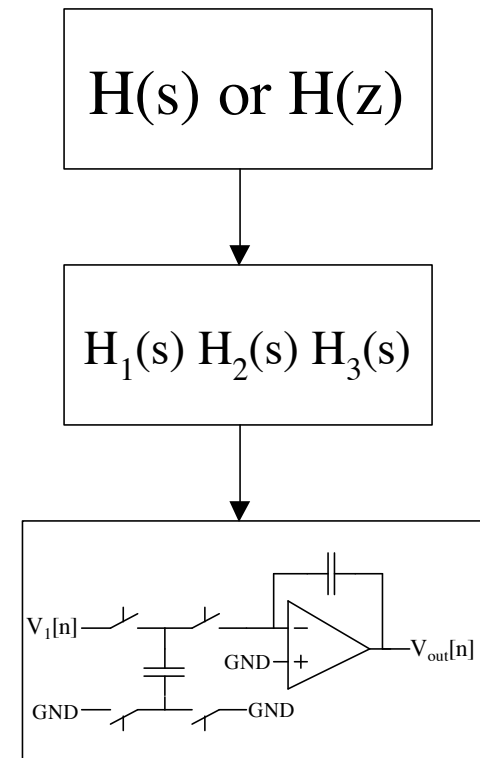 H(s) or H(z)
H₁(s) H₂(s) H₃(s)
V₁[n]
−
GND
+
Vout[n]
GND
GND